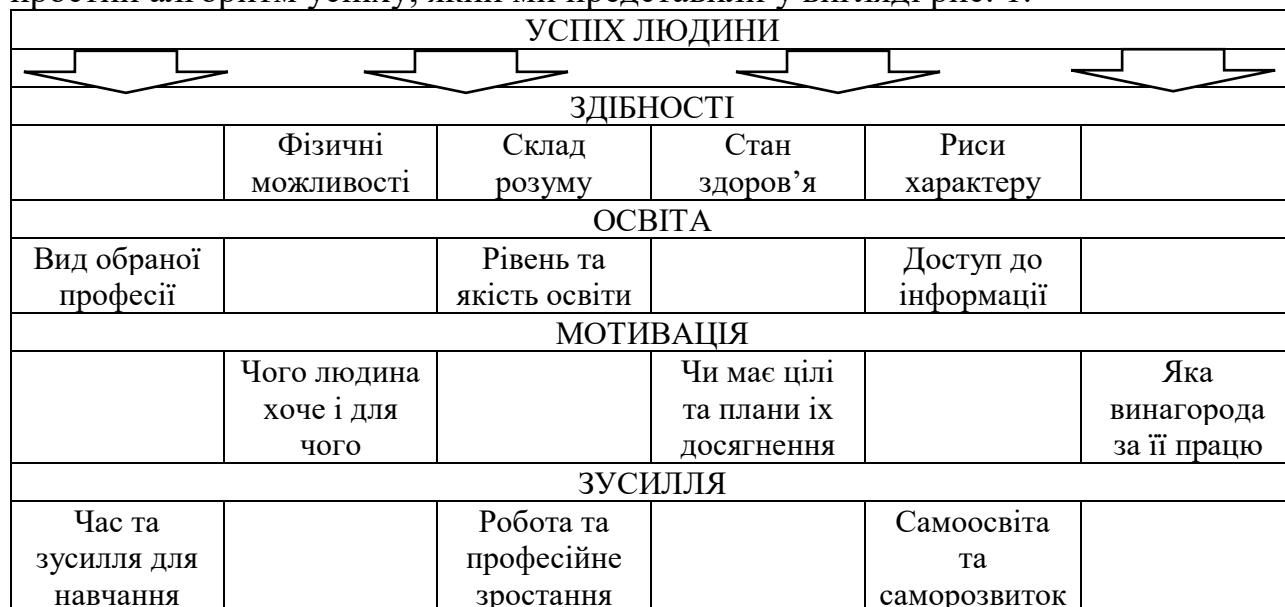 простий алгоритм успіху, який ми представили у вигляді рис. 1.
УСПІХ ЛЮДИНИ
ЗДІБНОСТІ
Фізичні
можливості
Склад
розуму
Стан
здоров’я
Риси
характеру
ОСВІТА
Вид обраної
професії
Рівень та
якість освіти
Доступ до
інформації
МОТИВАЦІЯ
Чого людина
хоче і для
чого
Чи має цілі
та плани їх
досягнення
Яка
винагорода
за її працю
ЗУСИЛЛЯ
Час та
зусилля для
навчання
Робота та
професійне
зростання
Самоосвіта
та
саморозвиток